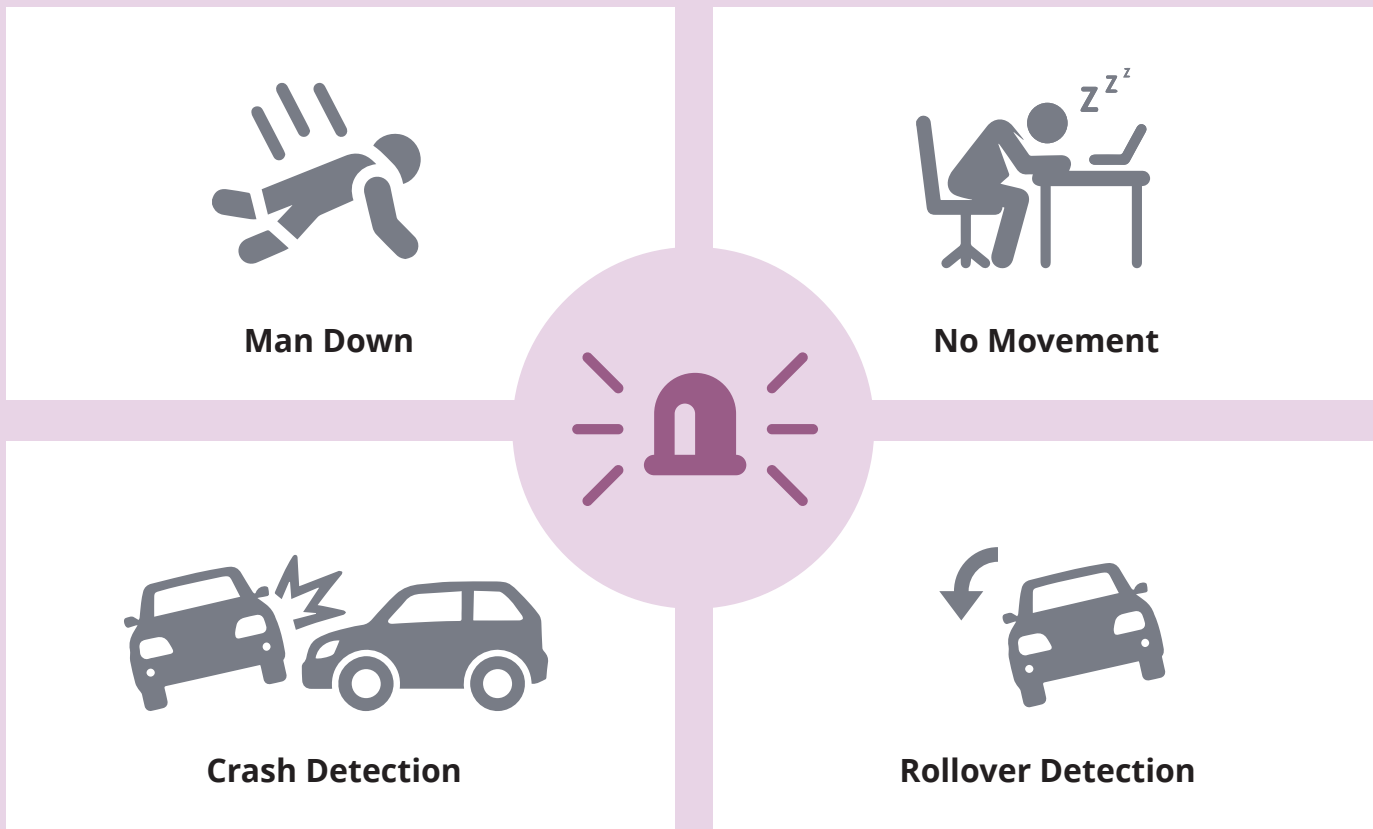 z
z
z
Man Down
No Movement
Crash Detection
Rollover Detection